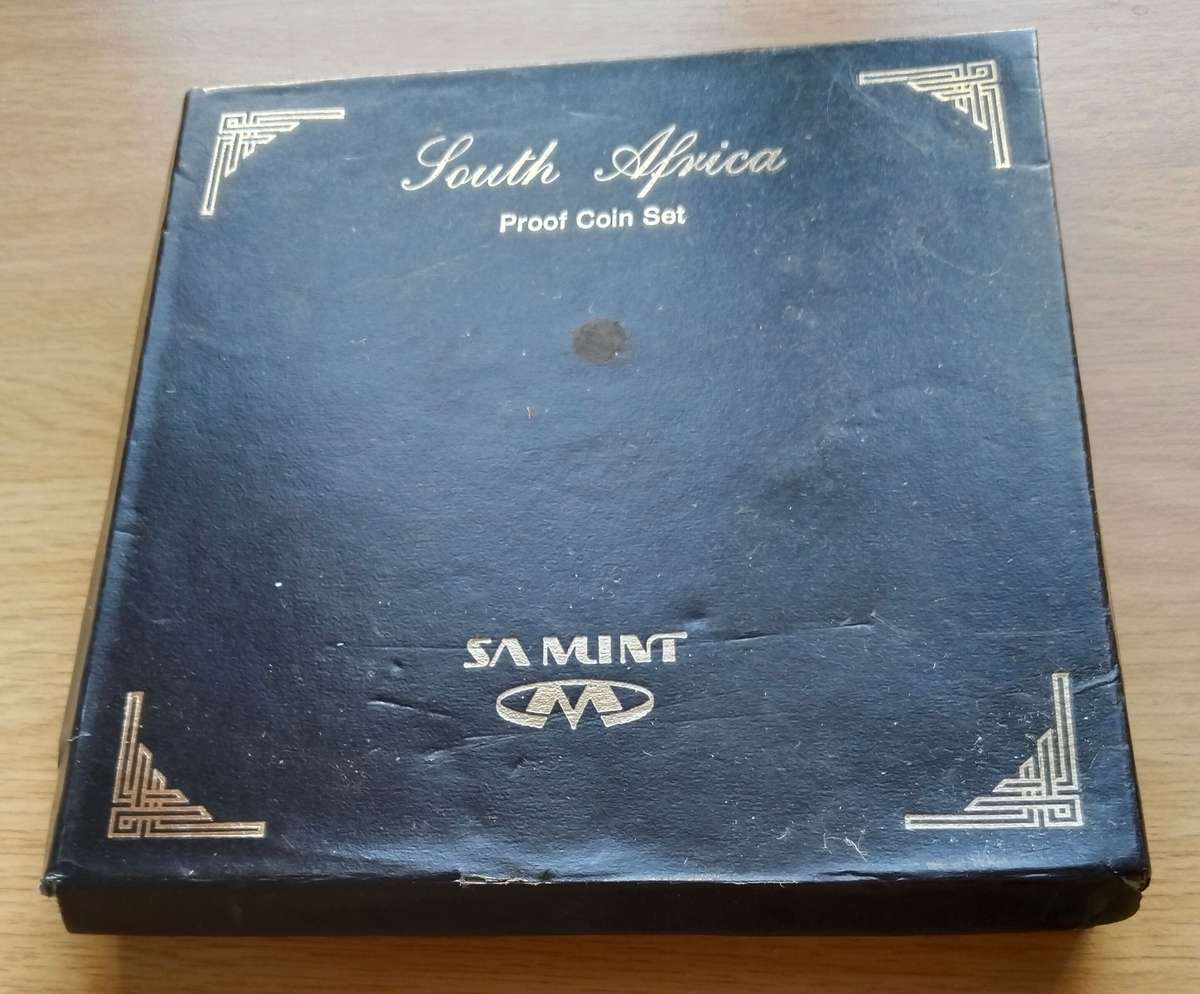 South Africa
Proof Coin Set
SA MINT
M